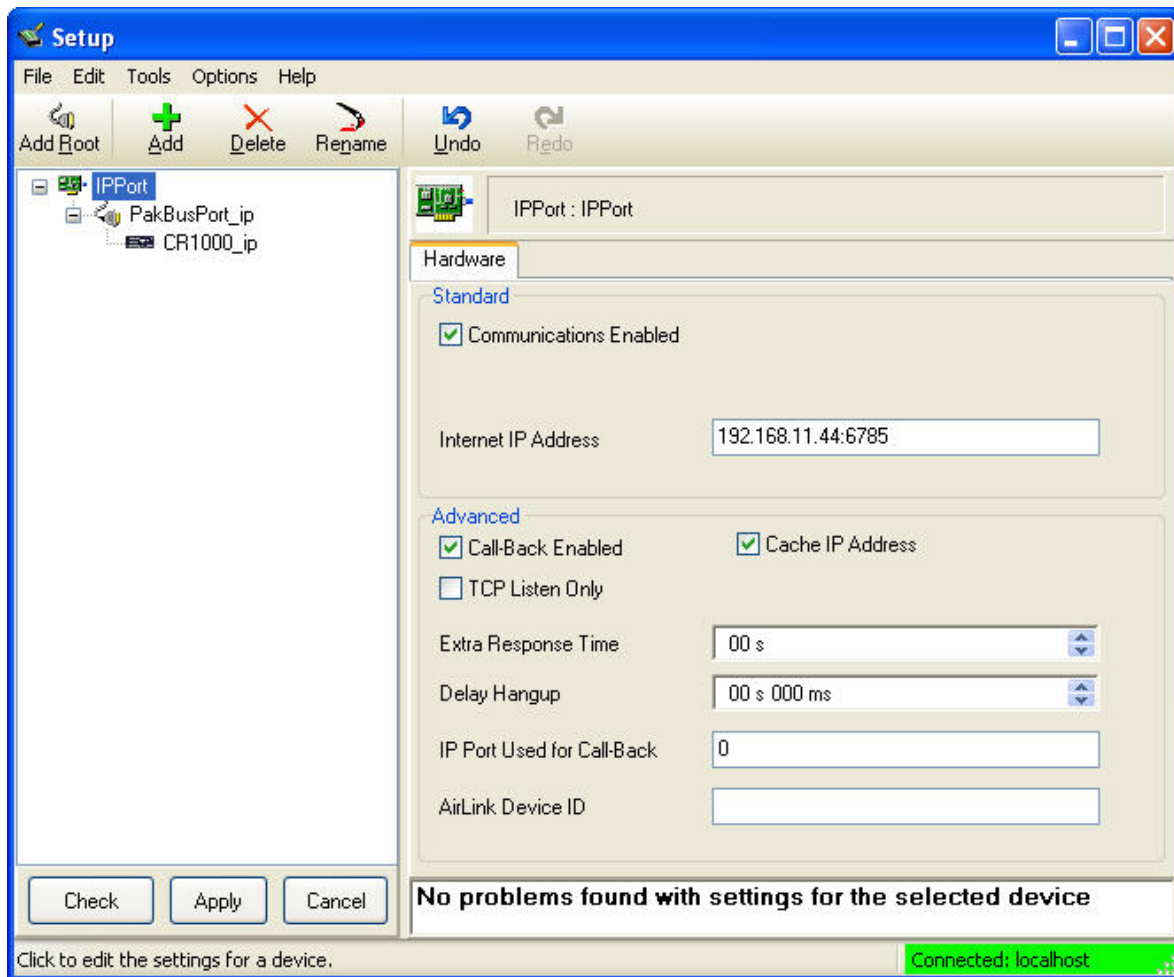 Setup
File Edit Tools Options Help
Add Root Add Delete Rename Undo Redo
IPPort
PakBusPort_ip
CR1000_ip
IPPort : IPPort
Hardware
Standard
Communications Enabled
Internet IP Address 192.168.11.44:6785
Advanced
Call-Back Enabled Cache IP Address
TCP Listen Only
Extra Response Time 00 s
Delay Hangup 00 s 000 ms
IP Port Used for Call-Back 0
AirLink Device ID
Check Apply Cancel
No problems found with settings for the selected device
Click to edit the settings for a device. Connected: localhost